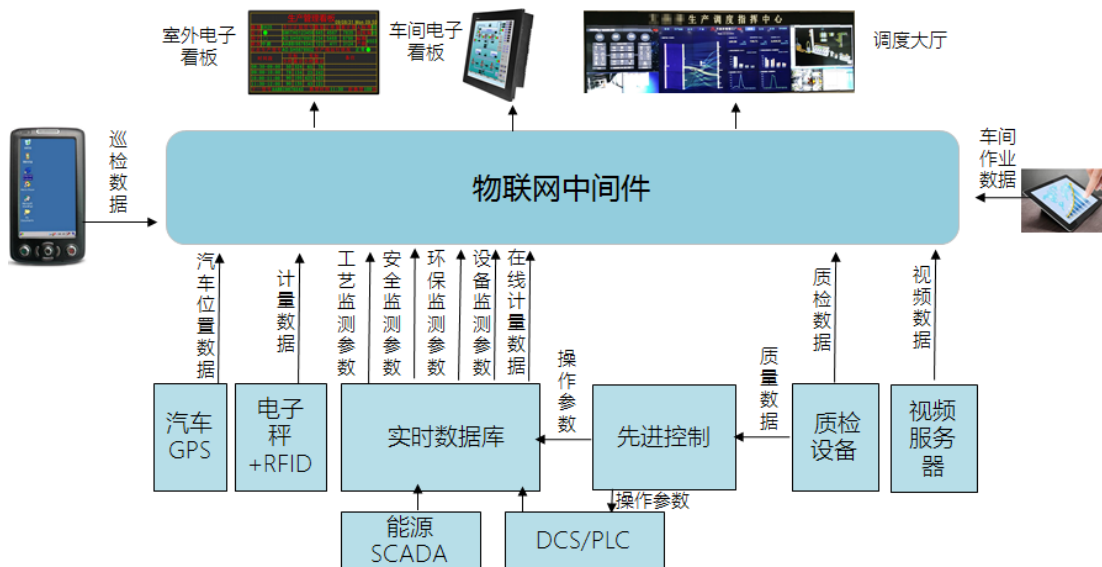 室外电子
看板
生产管理看板
车间电子
看板
生产调度指挥中心
调度大厅
巡检数据
物联网中间件
车间
作业
数据
汽车位置数据
计量数据
工艺监测参数
安全监测参数
环保监测参数
设备监测参数
在线计量数据
操作参数
质量数据
质检数据
视频数据
汽车
GPS
电子
秤
+RFID
实时数据库
先进控制
质检
设备
视频
服务
器
操作参数
能源
SCADA
DCS/PLC